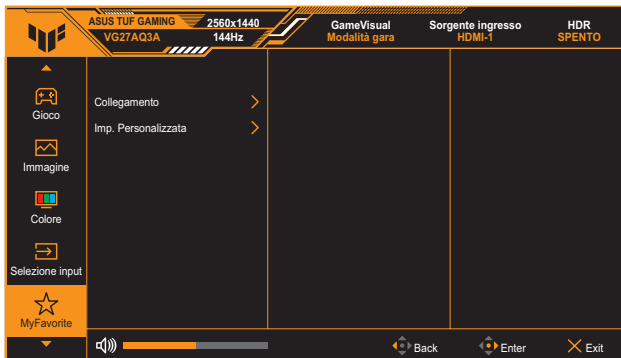 ASUS TUF GAMING 2560x1440 GameVisual Sorgente ingresso HDR
VG27AQ3A 144Hz Modalità gara HDMI-1 SPENTO
Gioco
Collegamento
Imp. Personalizzata
Immagine
Colore
Selezione input
MyFavorite
Back Enter Exit